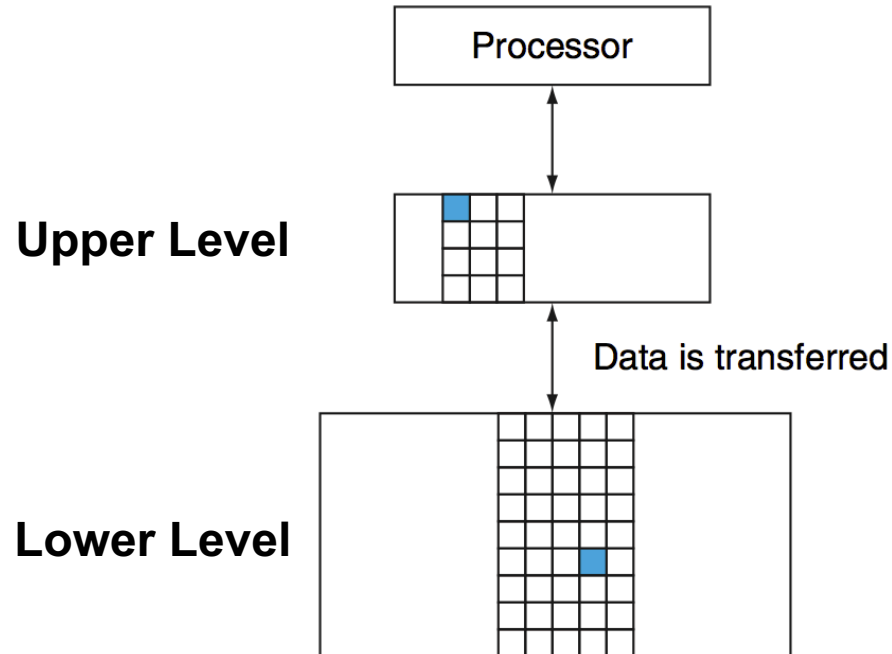 Processor
Upper Level
Data is transferred
Lower Level